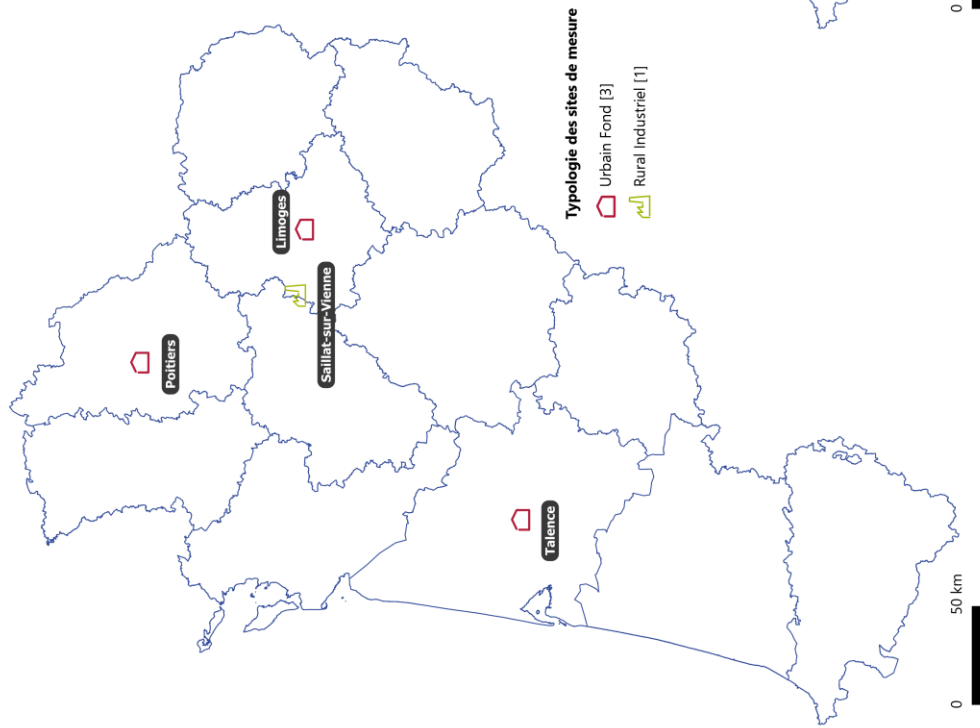 Poitiers
Limoges
Saillat-sur-Vienne
Talence
Typologie des sites de mesure
Urbain Fond [3]
Rural Industriel [1]
0
50 km
0